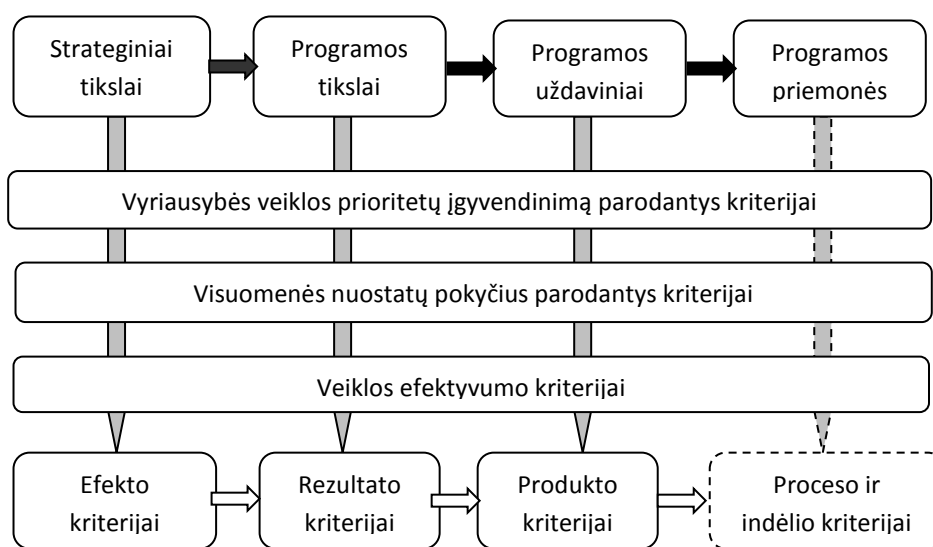 Strateginiai
tikslai
Programos
tikslai
Programos
uždaviniai
Programos
priemonės
Vyriausybės veiklos prioritetų įgyvendinimą parodantys kriterijai
Visuomenės nuostatų pokyčius parodantys kriterijai
Veiklos efektyvumo kriterijai
Efekto
kriterijai
Rezultato
kriterijai
Produkto
kriterijai
Proceso ir
indėlio kriterijai